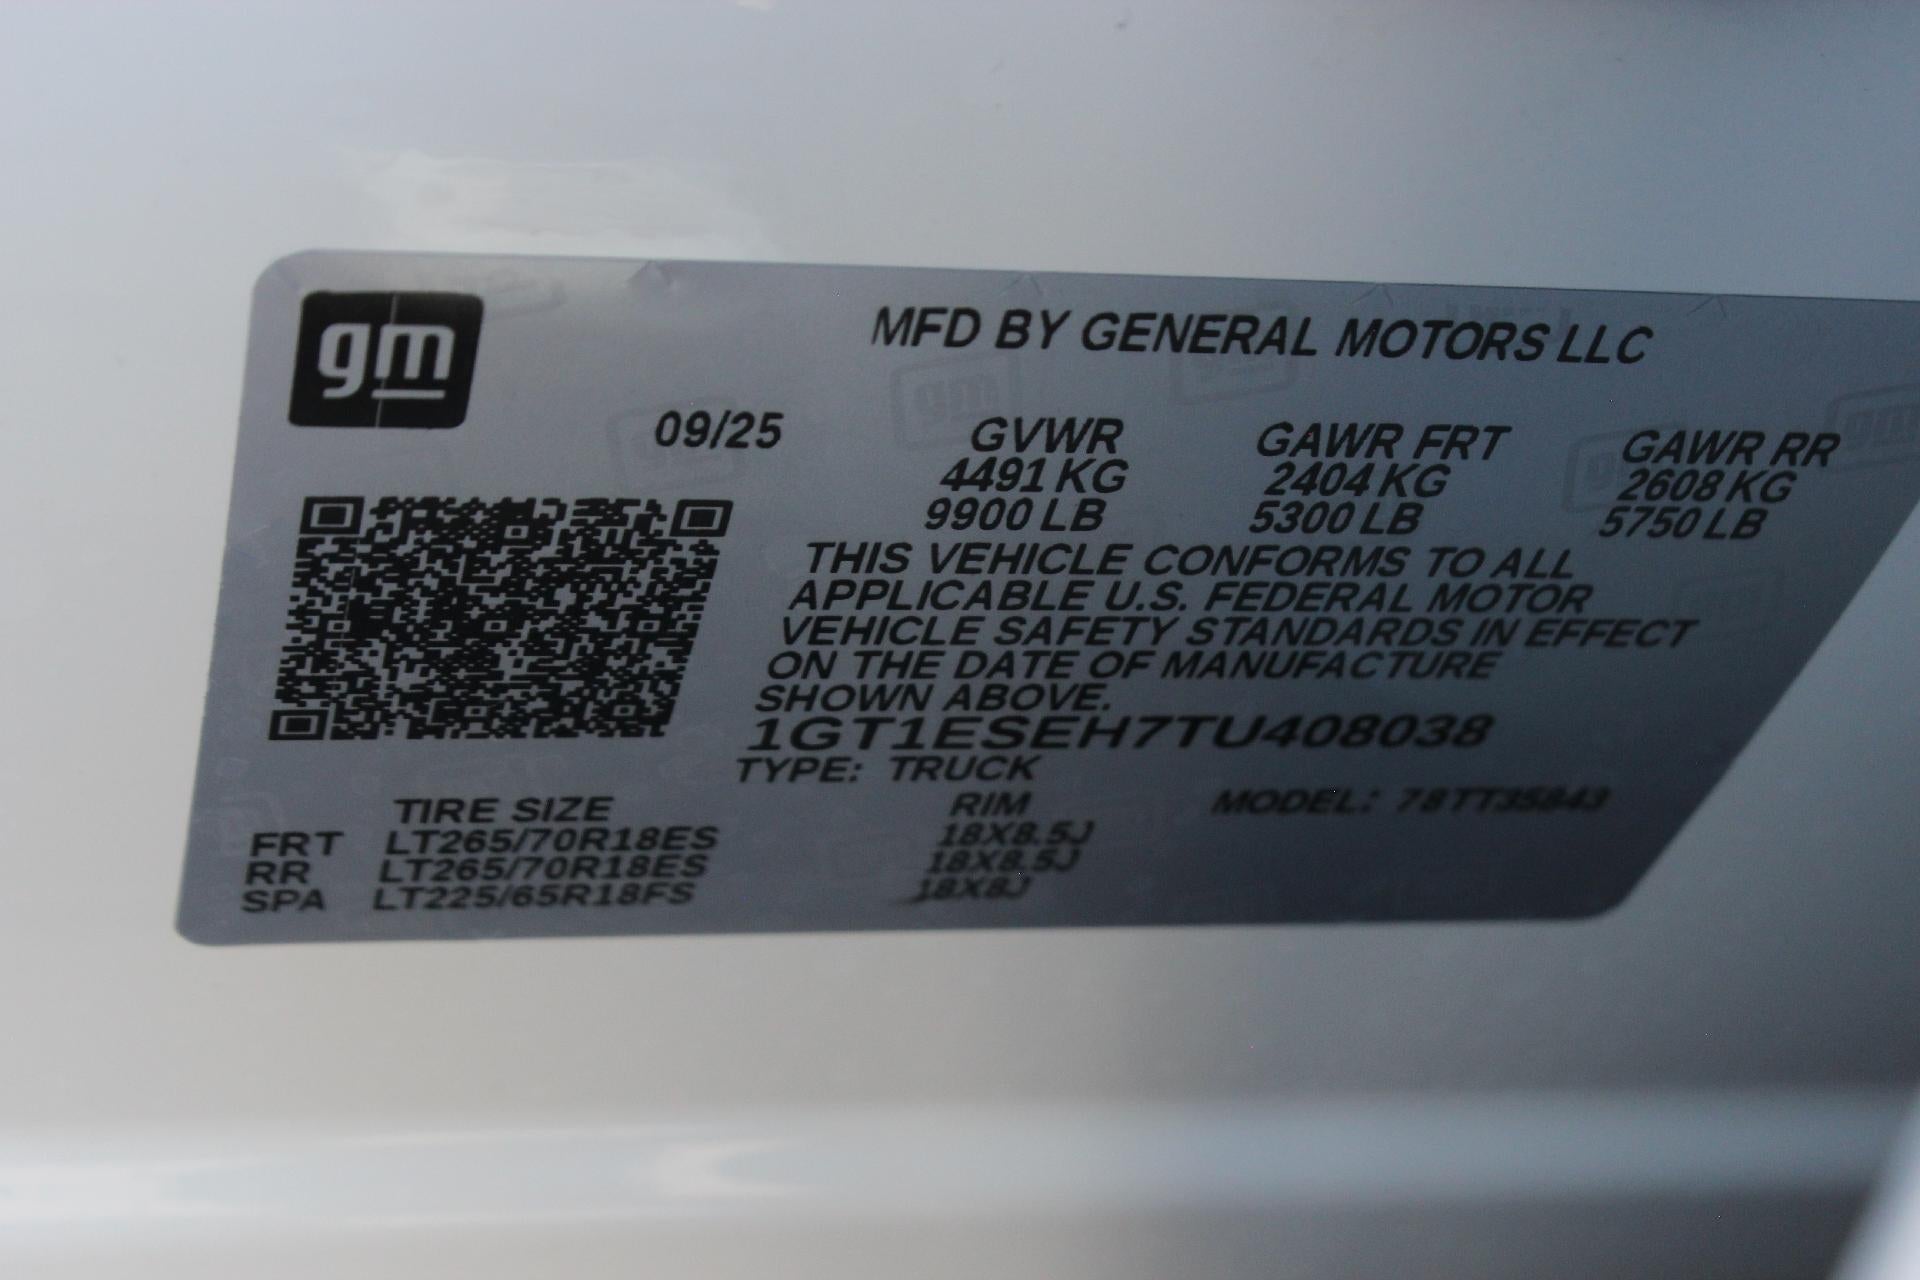 gm
MFD BY GENERAL MOTORS LLC
09/25 GVWR GAWR FRT GAWR RR
4491 KG 2404 KG 2608 KG
9900 LB 5300 LB 5750 LB
THIS VEHICLE CONFORMS TO ALL
APPLICABLE U.S. FEDERAL MOTOR
VEHICLE SAFETY STANDARDS IN EFFECT
ON THE DATE OF MANUFACTURE
SHOWN ABOVE.
1GT1ESEH7TU408038
TYPE: TRUCK
TIRE SIZE RIM MODEL: 78TT35843
FRT LT265/70R18ES 18X8.5J
RR LT265/70R18ES 18X8.5J
SPA LT225/65R18FS 18X8J